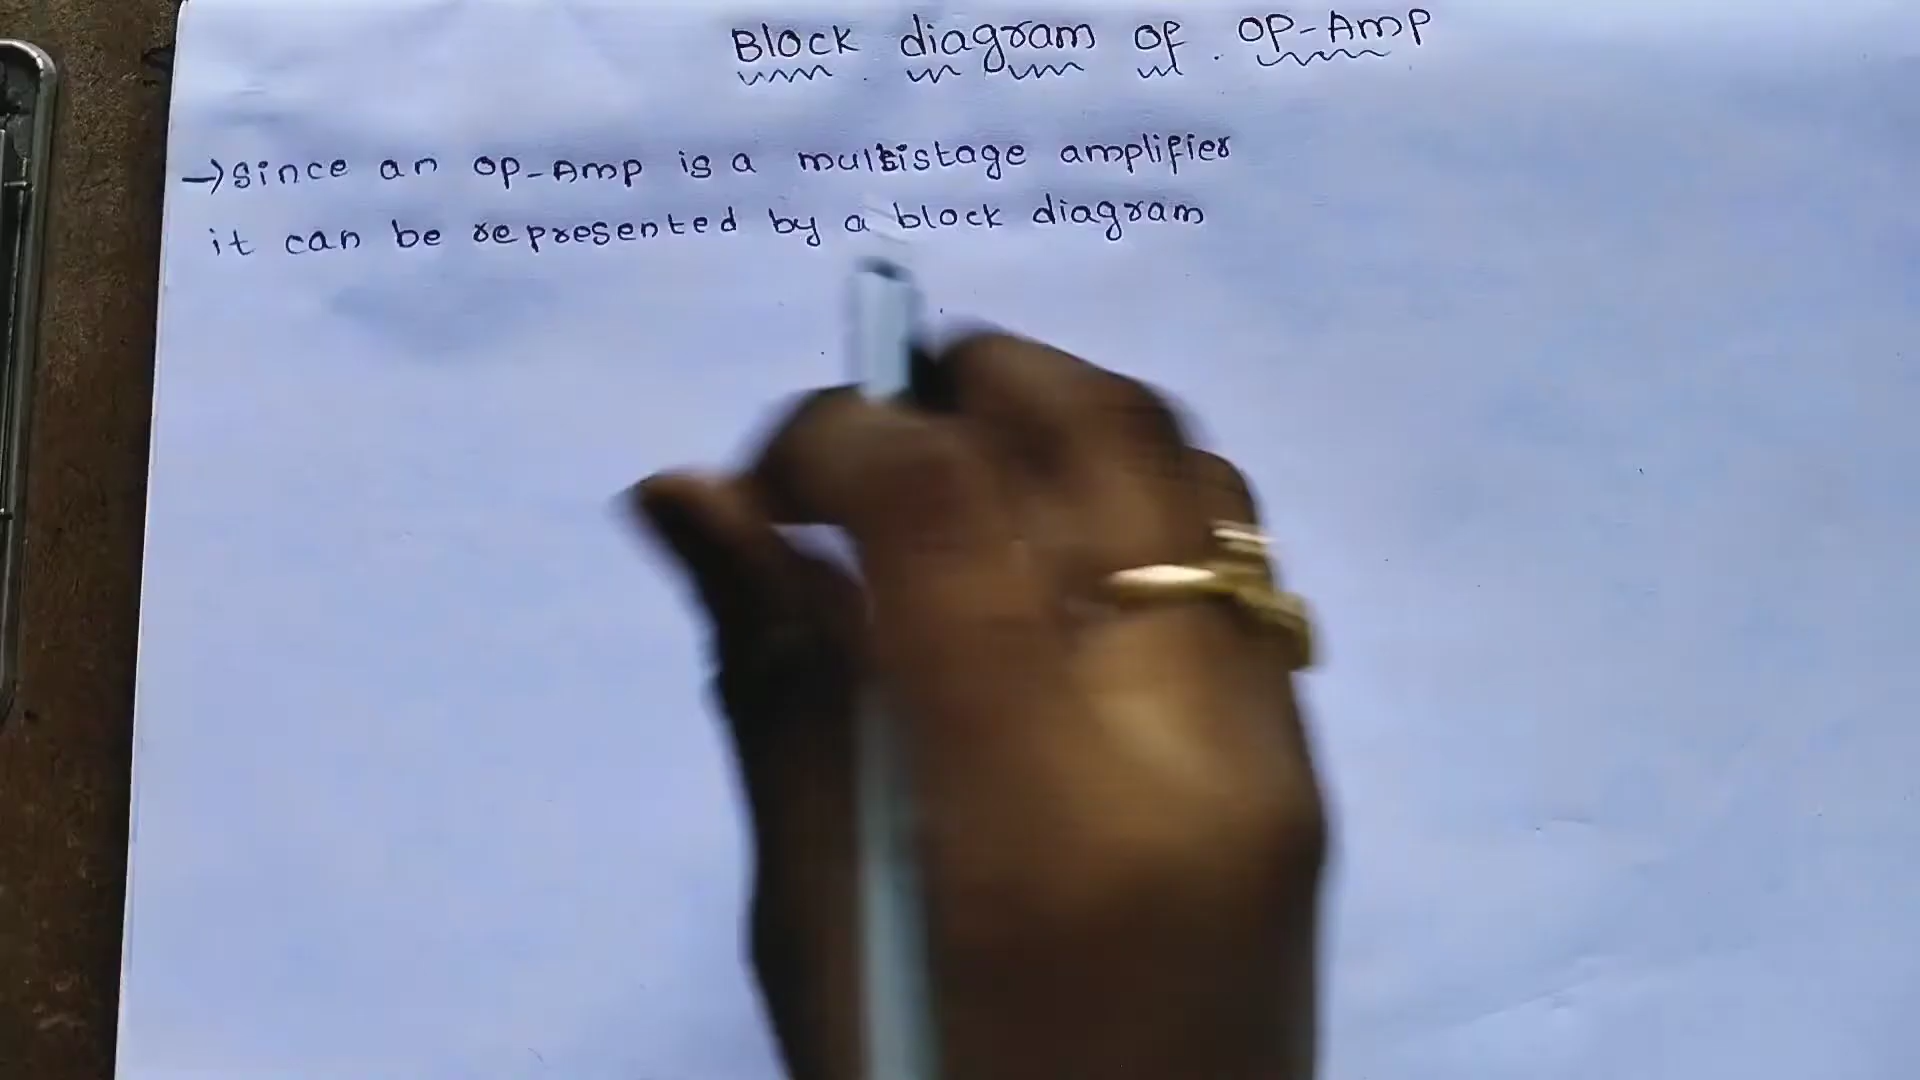 Block diagram of OP-Amp
→ since an OP-Amp is a multistage amplifier
it can be represented by a block diagram